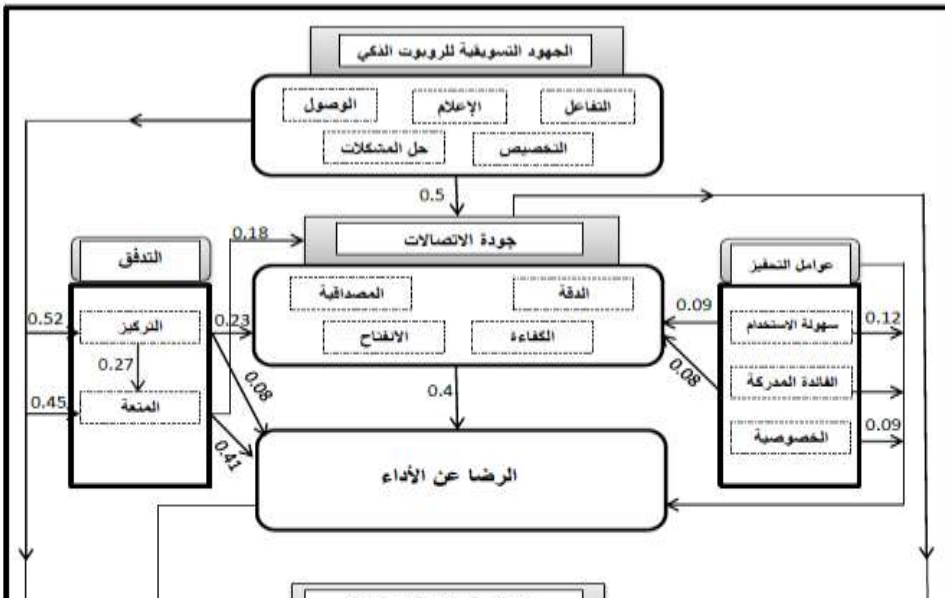 الجهود التسويقية للروبوت الذكي
التفاعل
الإعلام
الوصول
التخصيص
حل المشكلات
0.5
جودة الاتصالات
0.18
الدقة
المصداقية
الكفاءة
الانفتاح
التدفق
التركيز
0.27
المتعة
0.52
0.45
0.23
0.08
0.41
عوامل التحفيز
سهولة الاستخدام
الفائدة المدركة
الخصوصية
0.09
0.08
0.12
0.09
0.4
الرضا عن الأداء